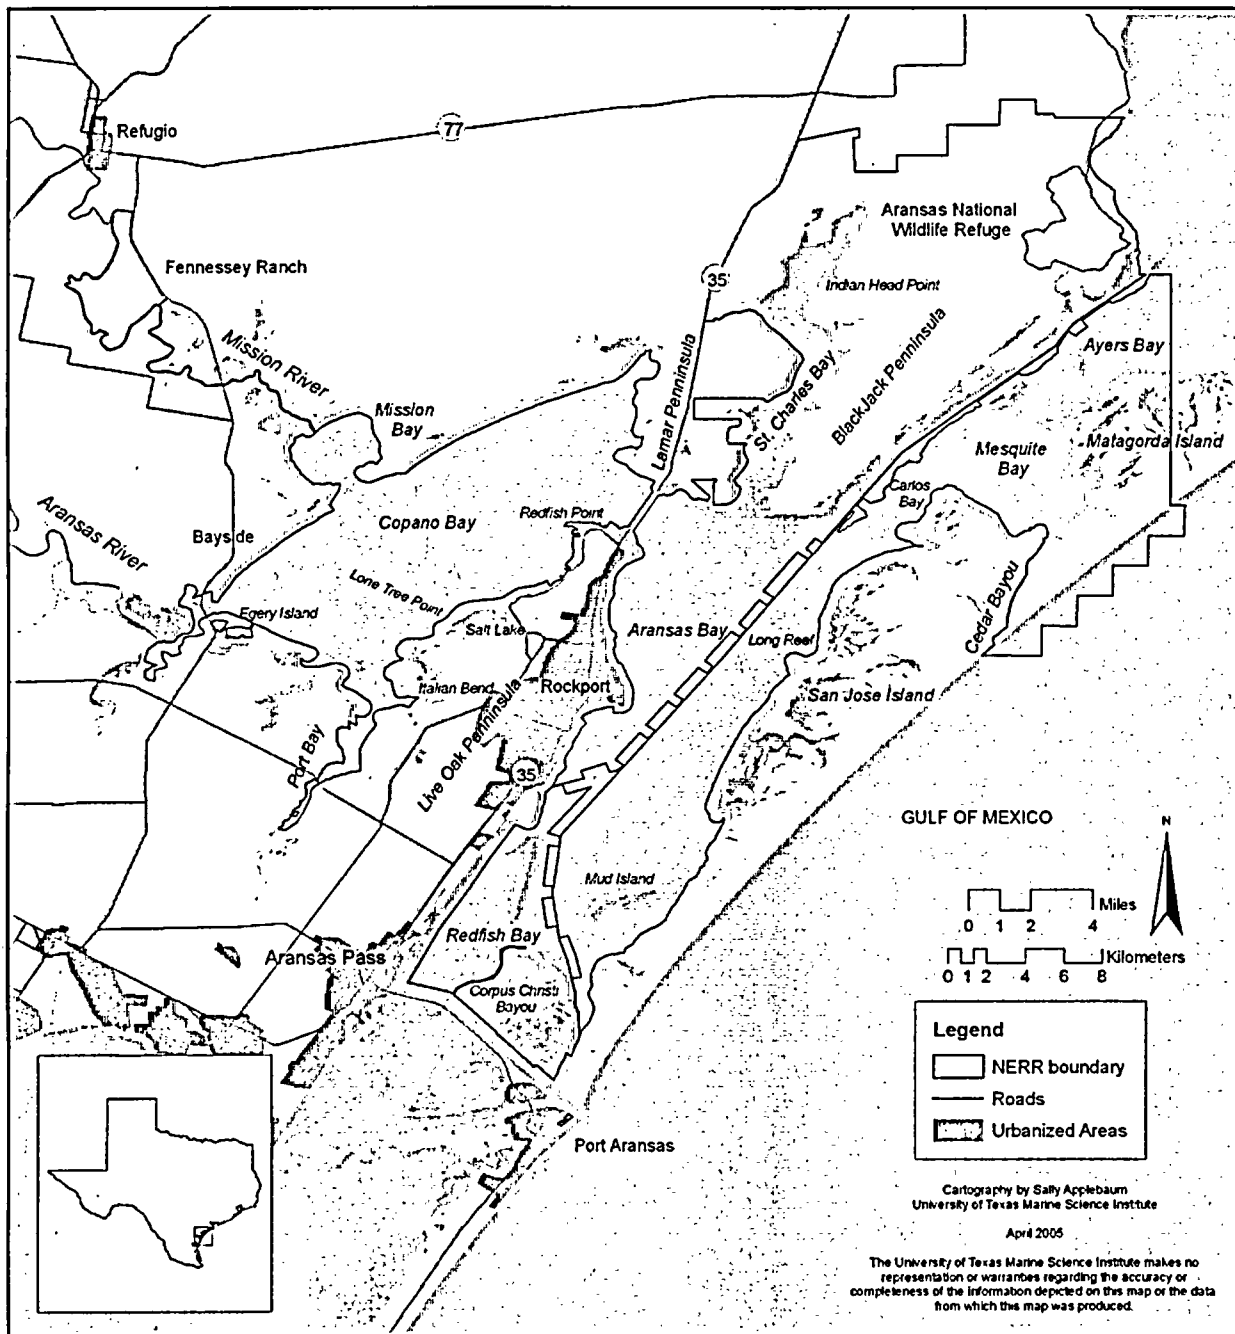 77
Refugio
Aransas National
Wildlife Refuge
Fennessey Ranch
35
Indian Head Point
Mission River
Ayers Bay
Lamar Penninsula
St. Charles Bay
BlackJack Penninsula
Mission
Bay
Matagorda Island
Mesquite
Bay
Carlos
Bay
Aransas River
Redfish Point
Copano Bay
Bayside
Lone Tree Point
Egery Island
Salt Lake
Aransas Bay
Long Reef
Cedar Bayou
Italian Bend
Rockport
San Jose Island
Port Bay
Live Oak Penninsula
35
GULF OF MEXICO
N
Miles
0 1 2 4
Mud Island
Redfish Bay
Kilometers
0 1 2 4 6 8
Aransas Pass
Corpus Christi
Bayou
Legend
NERR boundary
Roads
Urbanized Areas
Port Aransas
Cartography by Sally Applebaum
University of Texas Marine Science Institute
April 2005
The University of Texas Marine Science Institute makes no
representation or warranties regarding the accuracy or
completeness of the information depicted on this map or the data
from which this map was produced.